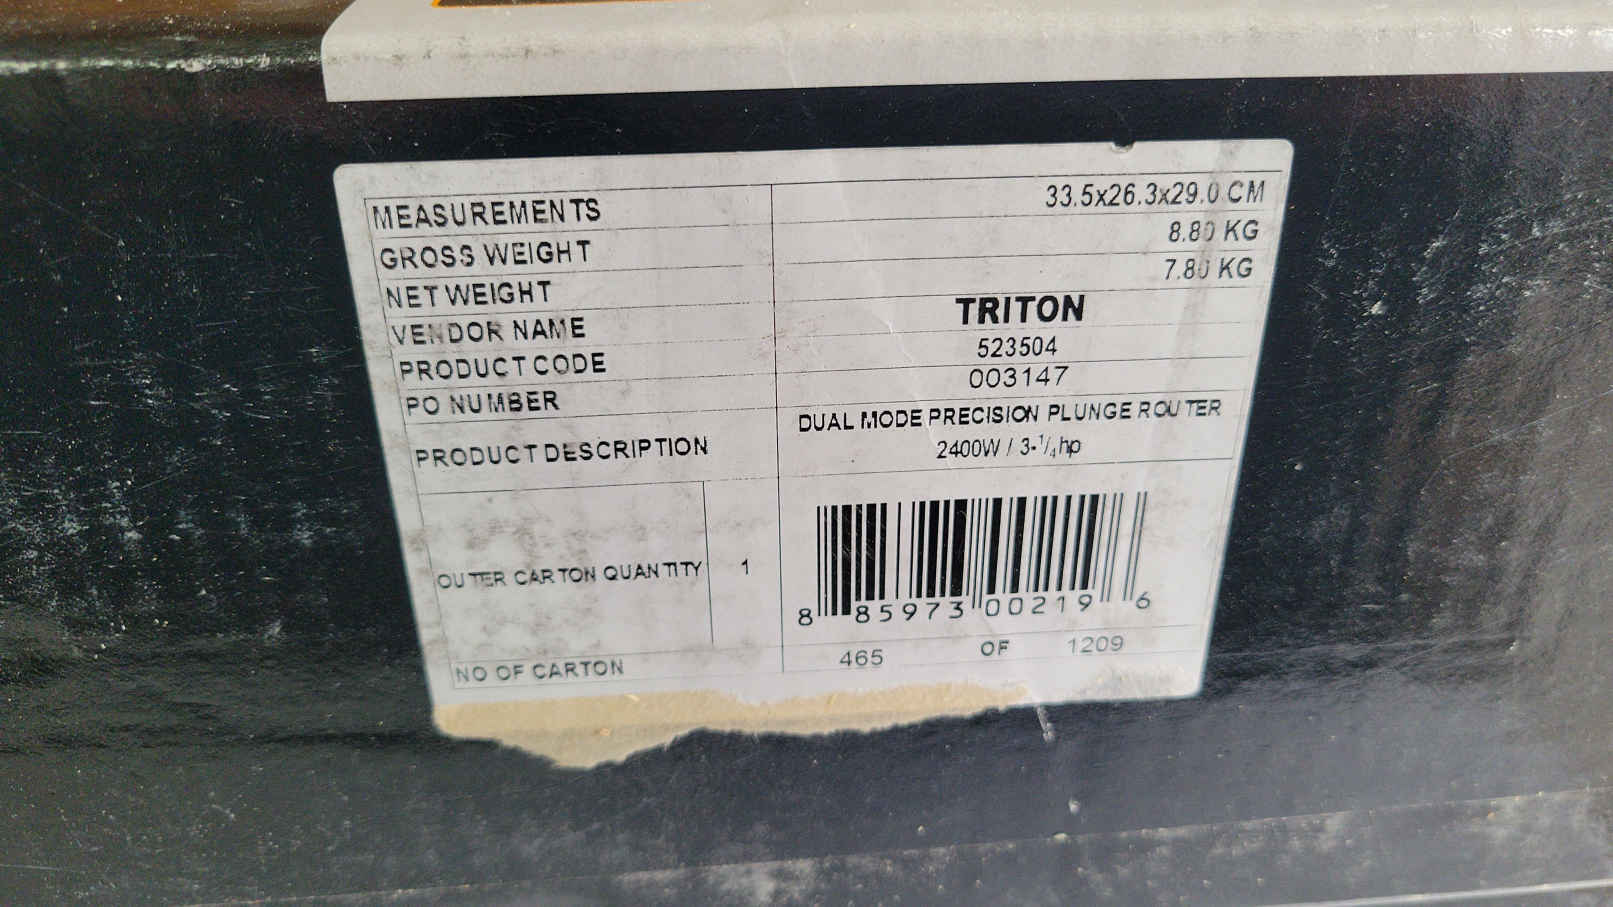 MEASUREMENTS 33.5x26.3x29.0 CM
GROSS WEIGHT 8.80 KG
NET WEIGHT 7.80 KG
VENDOR NAME TRITON
PRODUCT CODE 523504
PO NUMBER 003147
PRODUCT DESCRIPTION DUAL MODE PRECISION PLUNGE ROUTER
2400W / 3-1/4hp
OUTER CARTON QUANTITY 1
8 85973 00219 6
NO OF CARTON 465 OF 1209